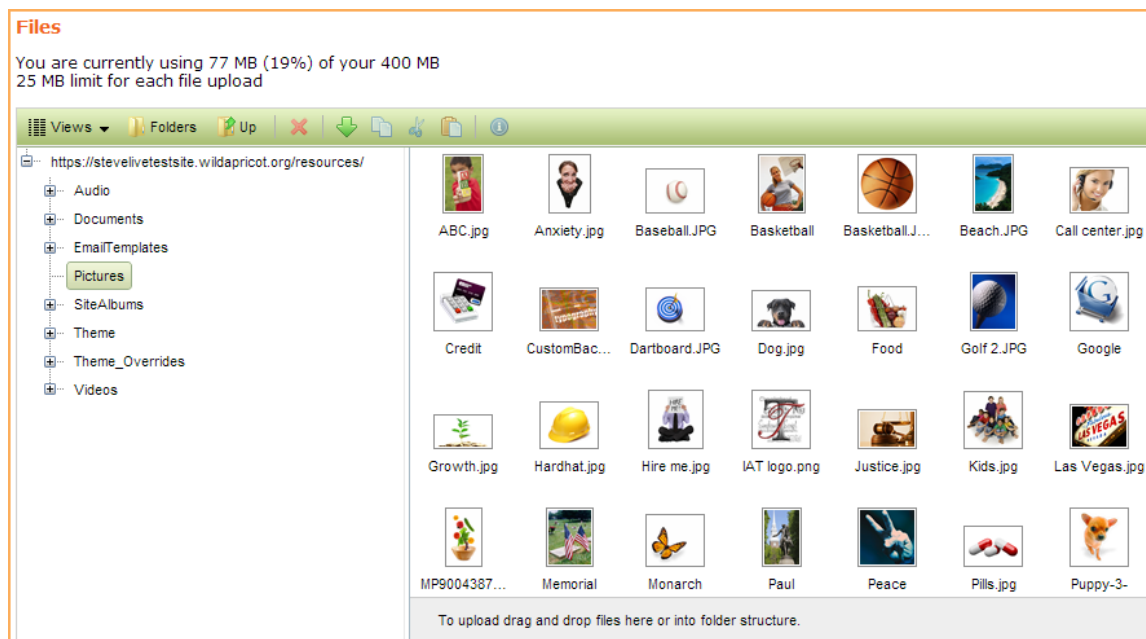 Files
You are currently using 77 MB (19%) of your 400 MB
25 MB limit for each file upload
Views Folders Up
https://stevelivetestsite.wildapricot.org/resources/
Audio
Documents
EmailTemplates
Pictures
SiteAlbums
Theme
Theme_Overrides
Videos
ABC.jpg Anxiety.jpg Baseball.JPG Basketball Basketball.J... Beach.JPG Call center.jpg
typography
Credit CustomBac... Dartboard.JPG Dog.jpg Food Golf 2.JPG Google
HIRE ME!
LAS VEGAS
Growth.jpg Hardhat.jpg Hire me.jpg IAT logo.png Justice.jpg Kids.jpg Las Vegas.jpg
MP9004387... Memorial Monarch Paul Peace Pills.jpg Puppy-3-
To upload drag and drop files here or into folder structure.